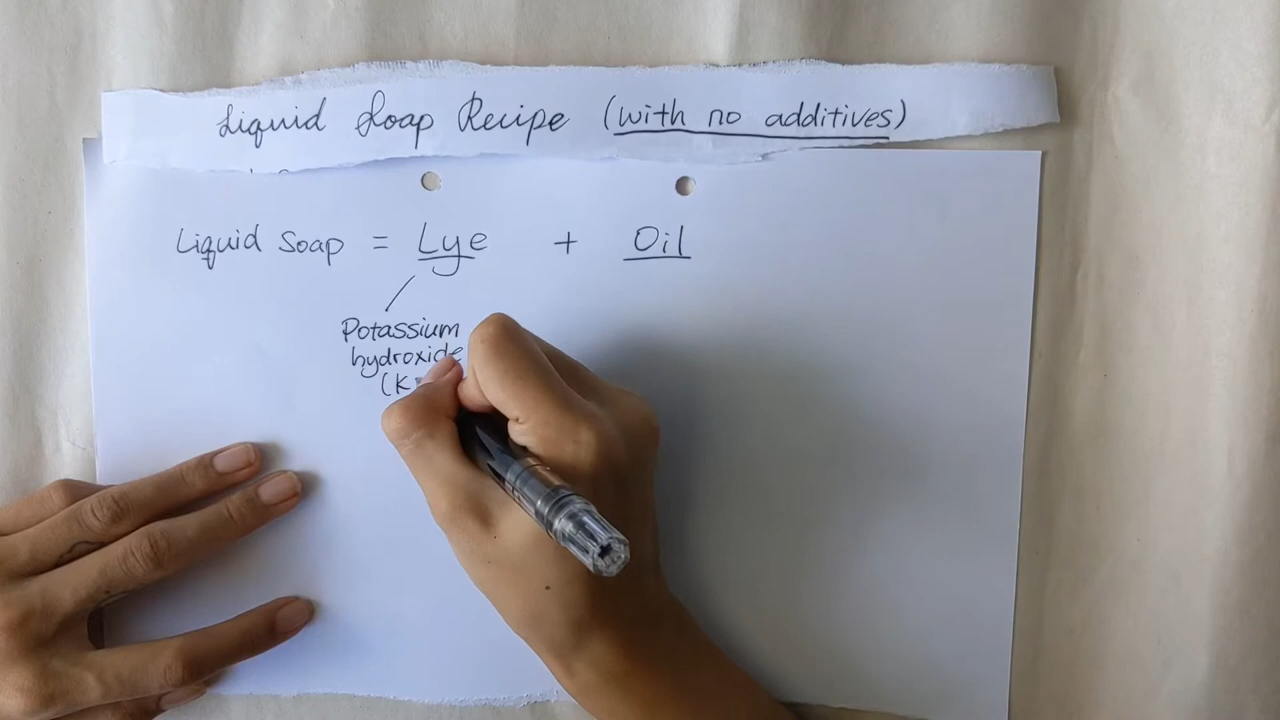 Liquid Soap Recipe (with no additives)
Liquid Soap = Lye + Oil
Potassium
hydroxide
(K